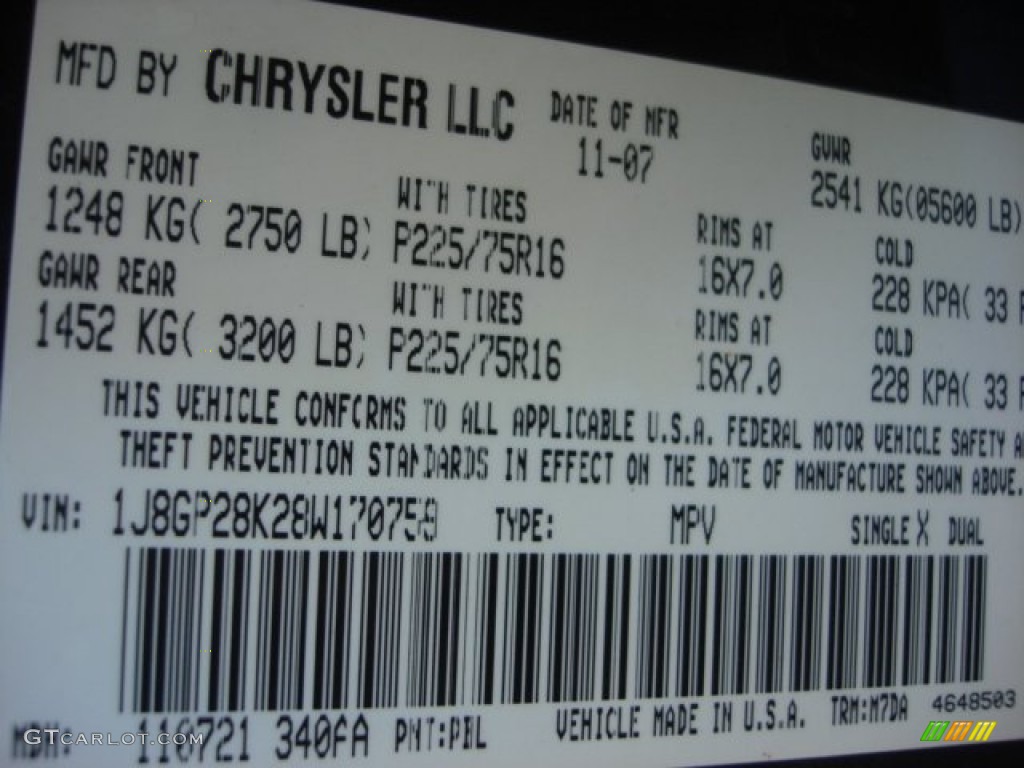 MFD BY CHRYSLER LLC DATE OF MFR GVWR
11-07 2541 KG(05600 LB)
GAWR FRONT WITH TIRES RIMS AT COLD
1248 KG( 2750 LB) P225/75R16 16X7.0 228 KPA( 33 P
GAWR REAR WITH TIRES RIMS AT COLD
1452 KG( 3200 LB) P225/75R16 16X7.0 228 KPA( 33 P
THIS VEHICLE CONFORMS TO ALL APPLICABLE U.S.A. FEDERAL MOTOR VEHICLE SAFETY A
THEFT PREVENTION STANDARDS IN EFFECT ON THE DATE OF MANUFACTURE SHOWN ABOVE.
VIN: 1J8GP28K28W170758 TYPE: MPV SINGLE X DUAL
MDH: 110721 340FA PNT:PBL VEHICLE MADE IN U.S.A. TRM:M7DA 4648503
GTCARLOT.COM